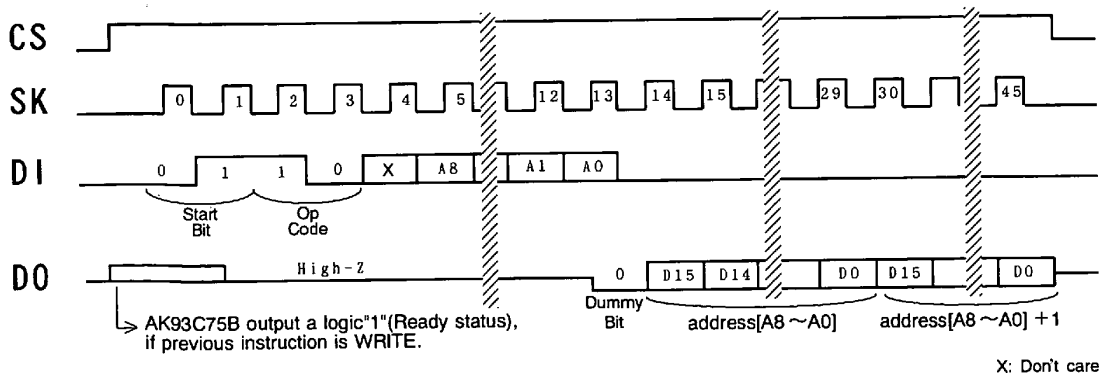 CS
SK 0 1 2 3 4 5 12 13 14 15 29 30 45
DI 0 1 1 0 X A8 A1 A0
Start Bit
Op Code
DO High-Z 0 D15 D14 D0 D15 D0
Dummy Bit
address[A8 ~A0]
address[A8 ~A0] +1
AK93C75B output a logic"1"(Ready status),
if previous instruction is WRITE.
X: Don't care